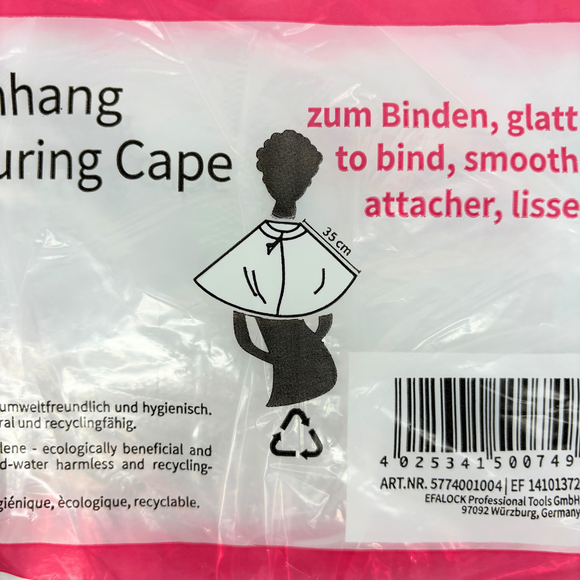 nhang
uring Cape
zum Binden, glatt
to bind, smooth
attacher, lisse
35 cm
umweltfreundlich und hygienisch.
ral und recyclingfähig.
lene - ecologically beneficial and
d-water harmless and recycling-
giénique, ècologique, recyclable.
4 025341 500749
ART.NR. 5774001004 | EF 14101372
EFALOCK Professional Tools GmbH
97092 Würzburg, Germany